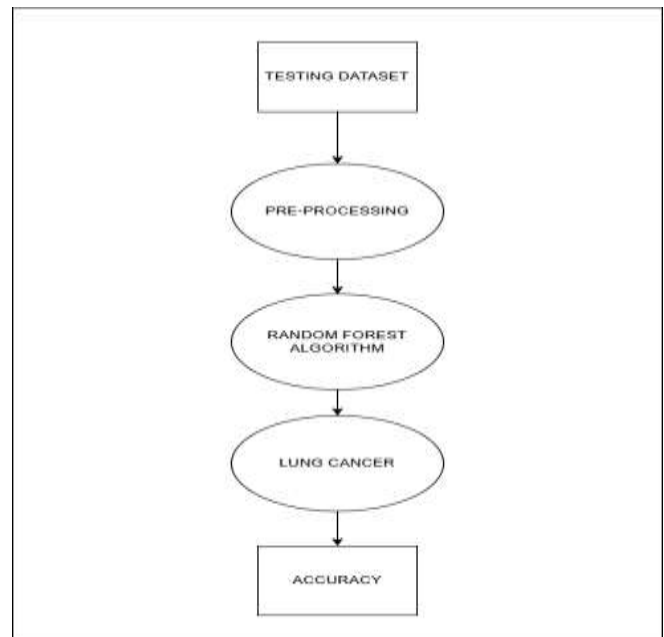 TESTING DATASET
PRE-PROCESSING
RANDOM FOREST
ALGORITHM
LUNG CANCER
ACCURACY